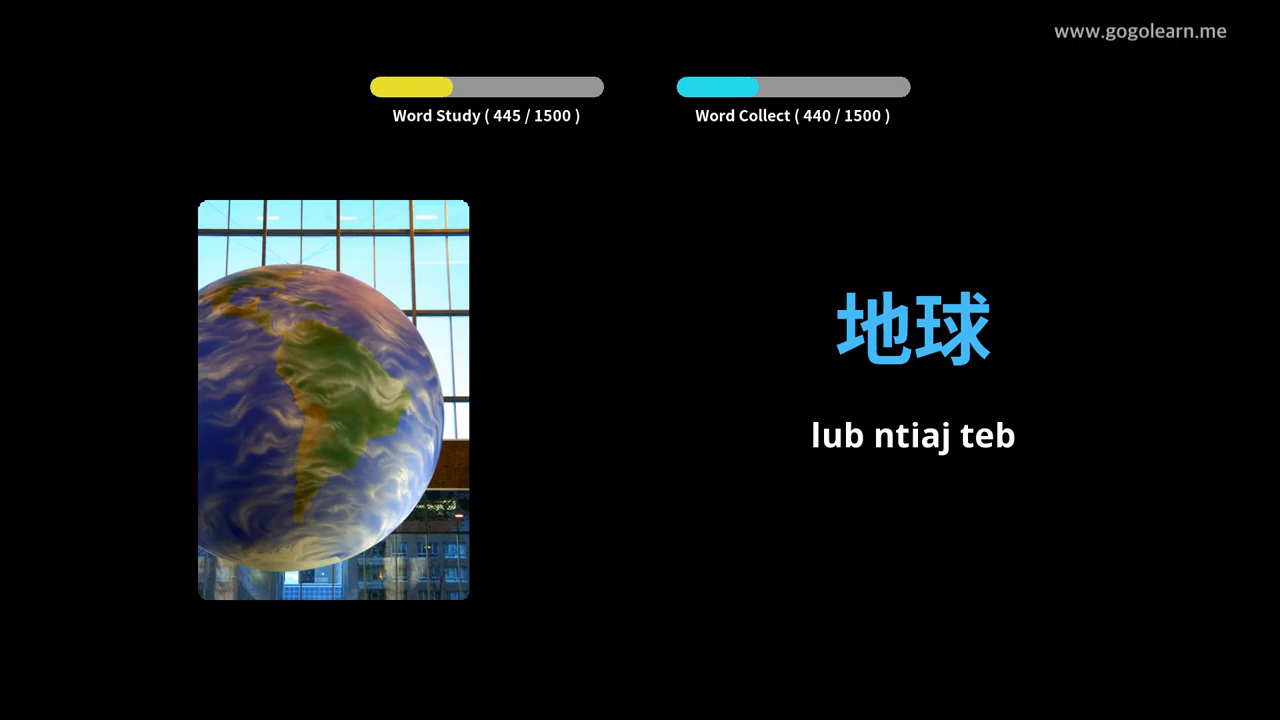 www.gogolearn.me
Word Study ( 445 / 1500 )
Word Collect ( 440 / 1500 )
地球
lub ntiaj teb